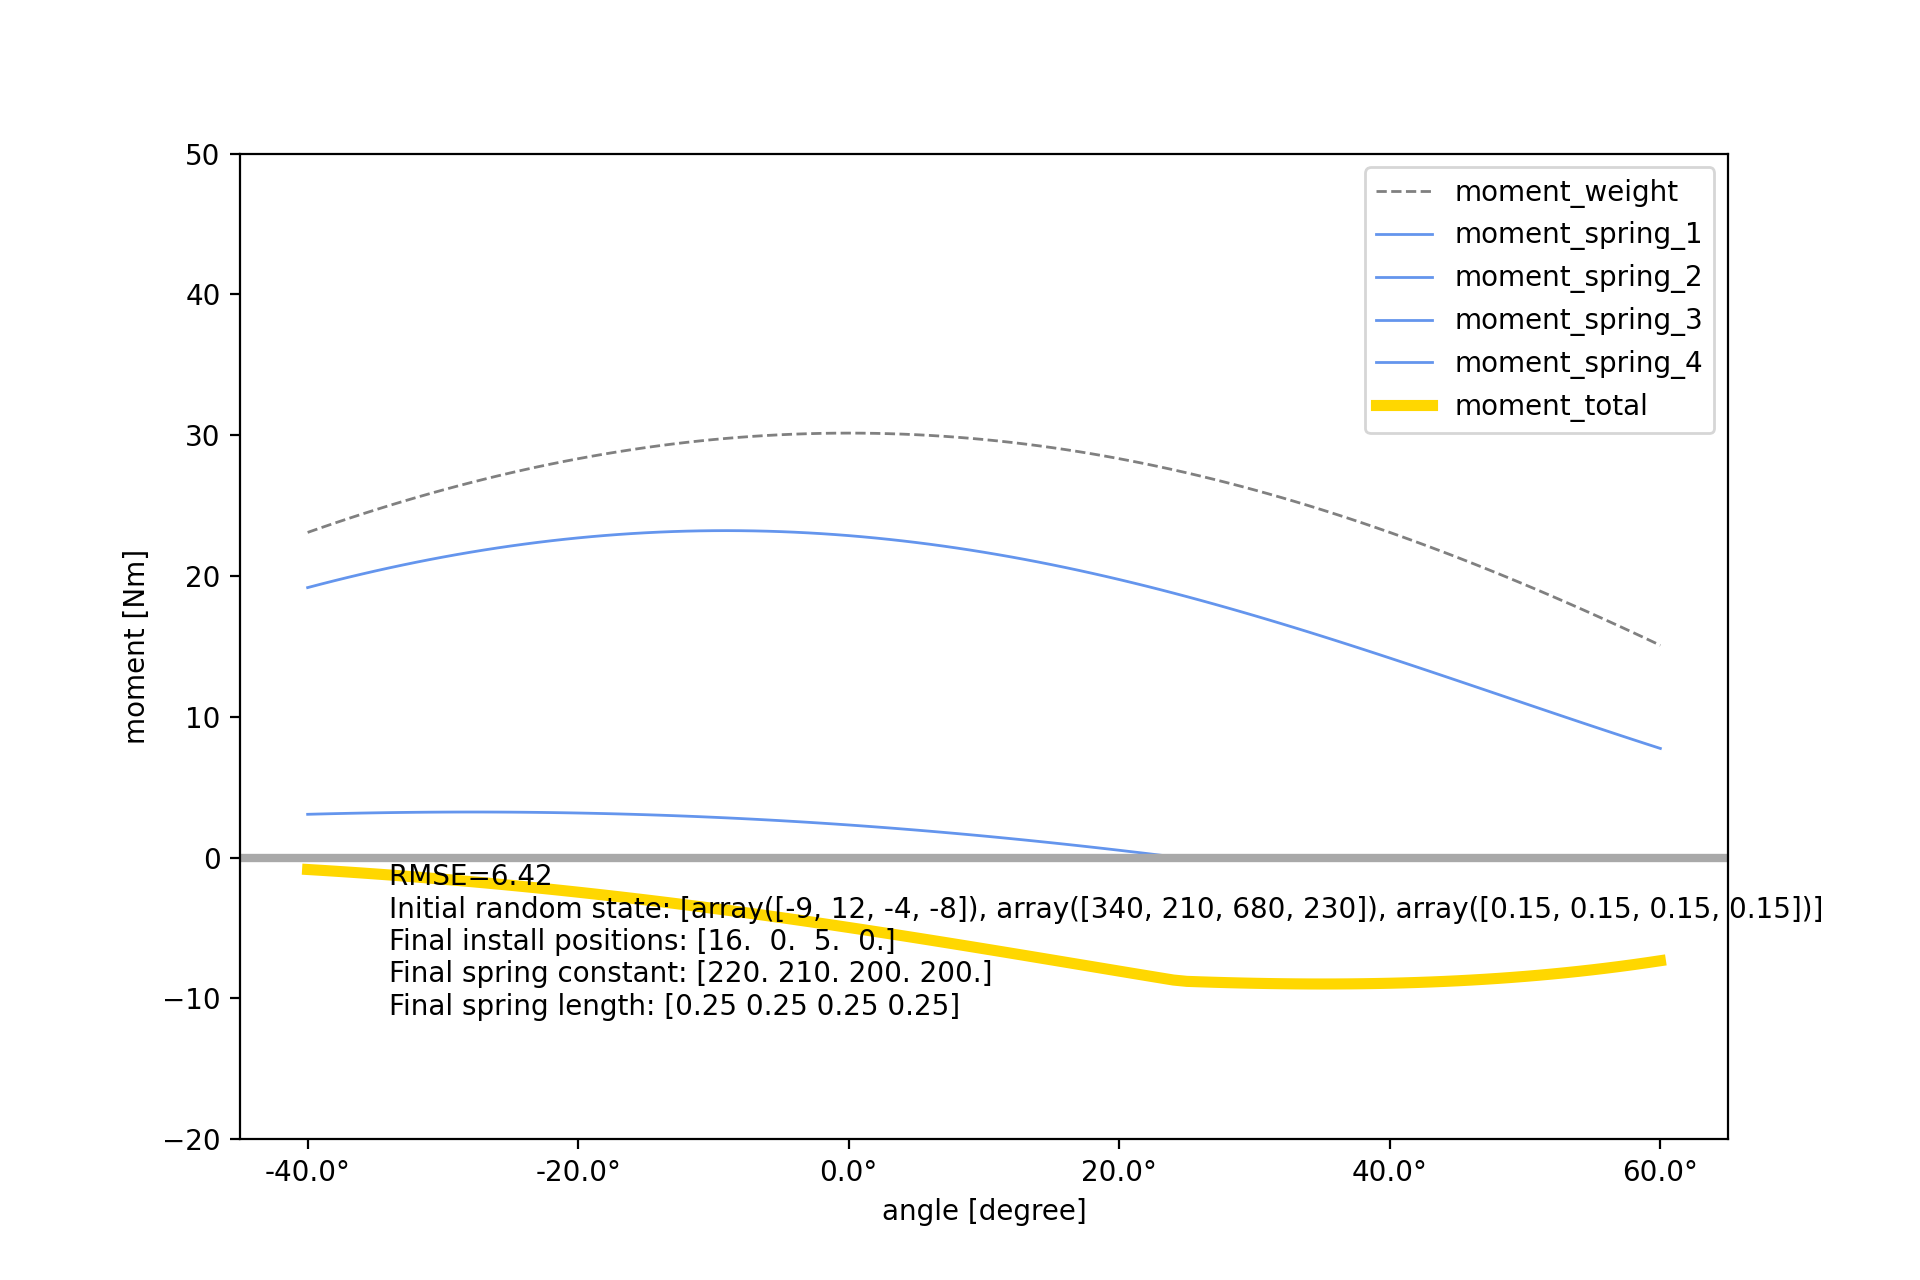 50
40
30
20
10
0
−10
−20
moment [Nm]
moment_weight
moment_spring_1
moment_spring_2
moment_spring_3
moment_spring_4
moment_total
RMSE=6.42
Initial random state: [array([-9, 12, -4, -8]), array([340, 210, 680, 230]), array([0.15, 0.15, 0.15, 0.15])]
Final install positions: [16.  0.  5.  0.]
Final spring constant: [220. 210. 200. 200.]
Final spring length: [0.25 0.25 0.25 0.25]
-40.0° -20.0° 0.0° 20.0° 40.0° 60.0°
angle [degree]